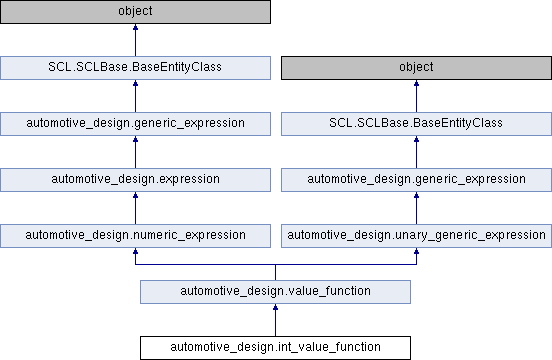 object
SCL.SCLBase.BaseEntityClass
object
automotive_design.generic_expression
SCL.SCLBase.BaseEntityClass
automotive_design.expression
automotive_design.generic_expression
automotive_design.numeric_expression
automotive_design.unary_generic_expression
automotive_design.value_function
automotive_design.int_value_function